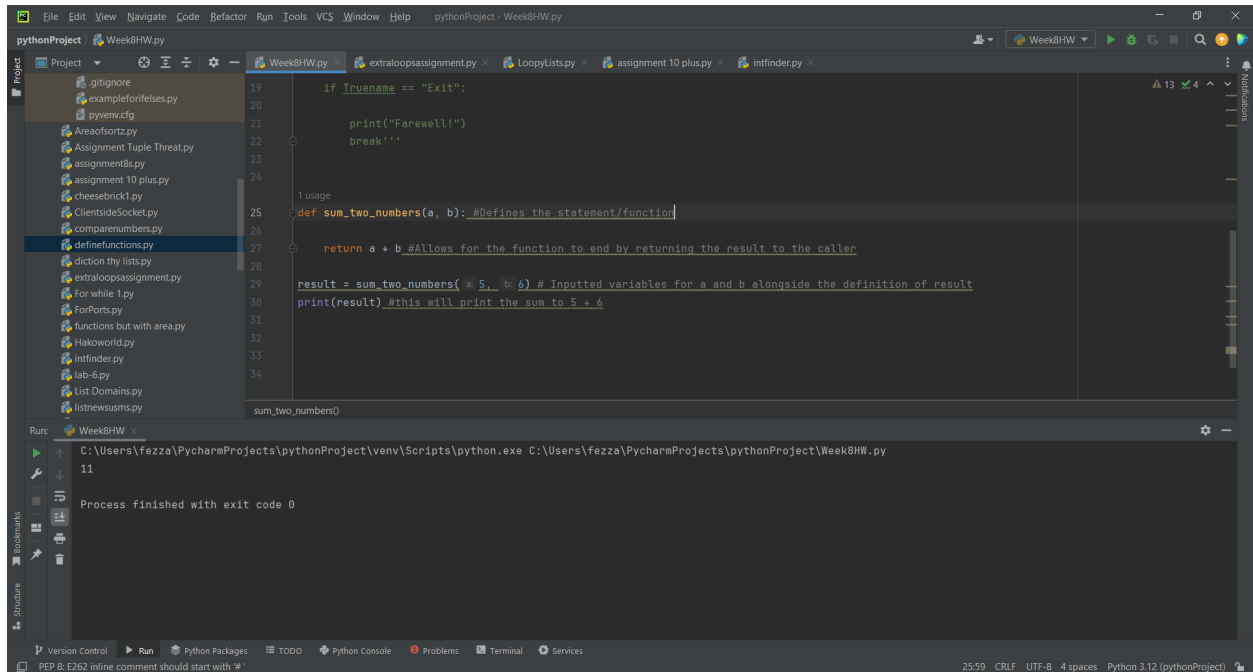 File Edit View Navigate Code Refactor Run Tools VCS Window Help pythonProject - Week8HW.py
pythonProject Week8HW.py
Week8HW
Project
Project
Week8HW.py
extraloopsassignment.py
LoopyLists.py
assignment 10 plus.py
intfinder.py
Notifications
.gitignore
exampleforifelses.py
pyvenv.cfg
Areaofsortz.py
Assignment Tuple Threat.py
assignment8s.py
assignment 10 plus.py
cheesebrick1.py
ClientsideSocket.py
comparenumbers.py
definefunctions.py
diction thy lists.py
extraloopsassignment.py
For while 1.py
ForPorts.py
functions but with area.py
Hakoworld.py
intfinder.py
lab-6.py
List Domains.py
listnewsusms.py
13 4
19 if Truename == "Exit":
20
21 print("Farewell!")
22 break'''
23
24
1 usage
25 def sum_two_numbers(a, b): #Defines the statement/function
26
27 return a + b #Allows for the function to end by returning the result to the caller
28
29 result = sum_two_numbers( a: 5, b: 6) # Inputted variables for a and b alongside the definition of result
30 print(result) #this will print the sum to 5 + 6
31
32
33
34
sum_two_numbers()
Run: Week8HW
C:\Users\fezza\PycharmProjects\pythonProject\venv\Scripts\python.exe C:\Users\fezza\PycharmProjects\pythonProject\Week8HW.py
11
Process finished with exit code 0
Bookmarks
Structure
Version Control Run Python Packages TODO Python Console Problems Terminal Services
PEP 8: E262 inline comment should start with '# '
25:59 CRLF UTF-8 4 spaces Python 3.12 (pythonProject)